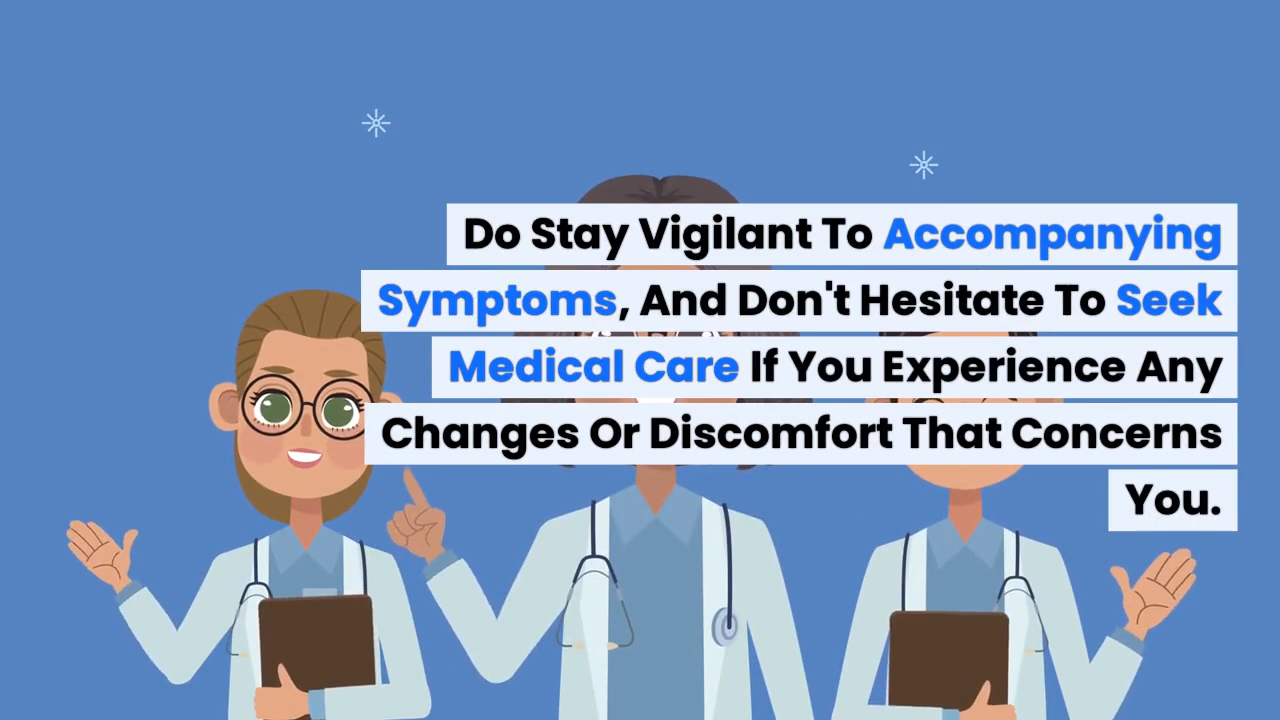 Do Stay Vigilant To Accompanying
Symptoms, And Don't Hesitate To Seek
Medical Care If You Experience Any
Changes Or Discomfort That Concerns
You.